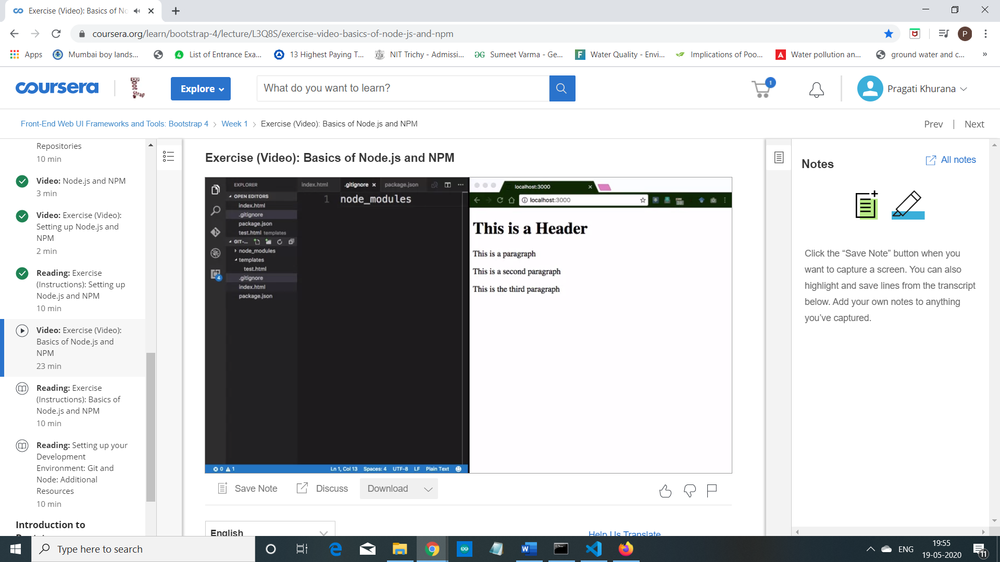 Exercise (Video): Basics of No
coursera.org/learn/bootstrap-4/lecture/L3Q8S/exercise-video-basics-of-node-js-and-npm
P
Apps
Mumbai boy lands...
List of Entrance Exa...
13 Highest Paying T...
NIT Trichy - Admissi...
Sumeet Varma - Ge...
Water Quality - Envi...
Implications of Poo...
Water pollution an...
ground water and c...
»
coursera
Boot
strap
Explore
What do you want to learn?
1
Pragati Khurana
Front-End Web UI Frameworks and Tools: Bootstrap 4 > Week 1 > Exercise (Video): Basics of Node.js and NPM
Prev | Next
Repositories
10 min
Video: Node.js and NPM
3 min
Video: Exercise (Video):
Setting up Node.js and
NPM
2 min
Reading: Exercise
(Instructions): Setting up
Node.js and NPM
10 min
Video: Exercise (Video):
Basics of Node.js and
NPM
23 min
Reading: Exercise
(Instructions): Basics of
Node.js and NPM
10 min
Reading: Setting up your
Development
Environment: Git and
Node: Additional
Resources
10 min
Introduction to
Exercise (Video): Basics of Node.js and NPM
EXPLORER
OPEN EDITORS
index.html
.gitignore
package.json
test.html templates
GIT-...
node_modules
templates
test.html
.gitignore
index.html
package.json
4
index.html
.gitignore
package.json
1 node_modules
0 1
Ln 1, Col 13 Spaces: 4 UTF-8 LF Plain Text
localhost:3000
localhost:3000
This is a Header
This is a paragraph
This is a second paragraph
This is the third paragraph
Save Note
Discuss
Download
English
Help Us Translate
Notes
All notes
Click the “Save Note” button when you
want to capture a screen. You can also
highlight and save lines from the transcript
below. Add your own notes to anything
you’ve captured.
Type here to search
ENG
19:55
19-05-2020
11